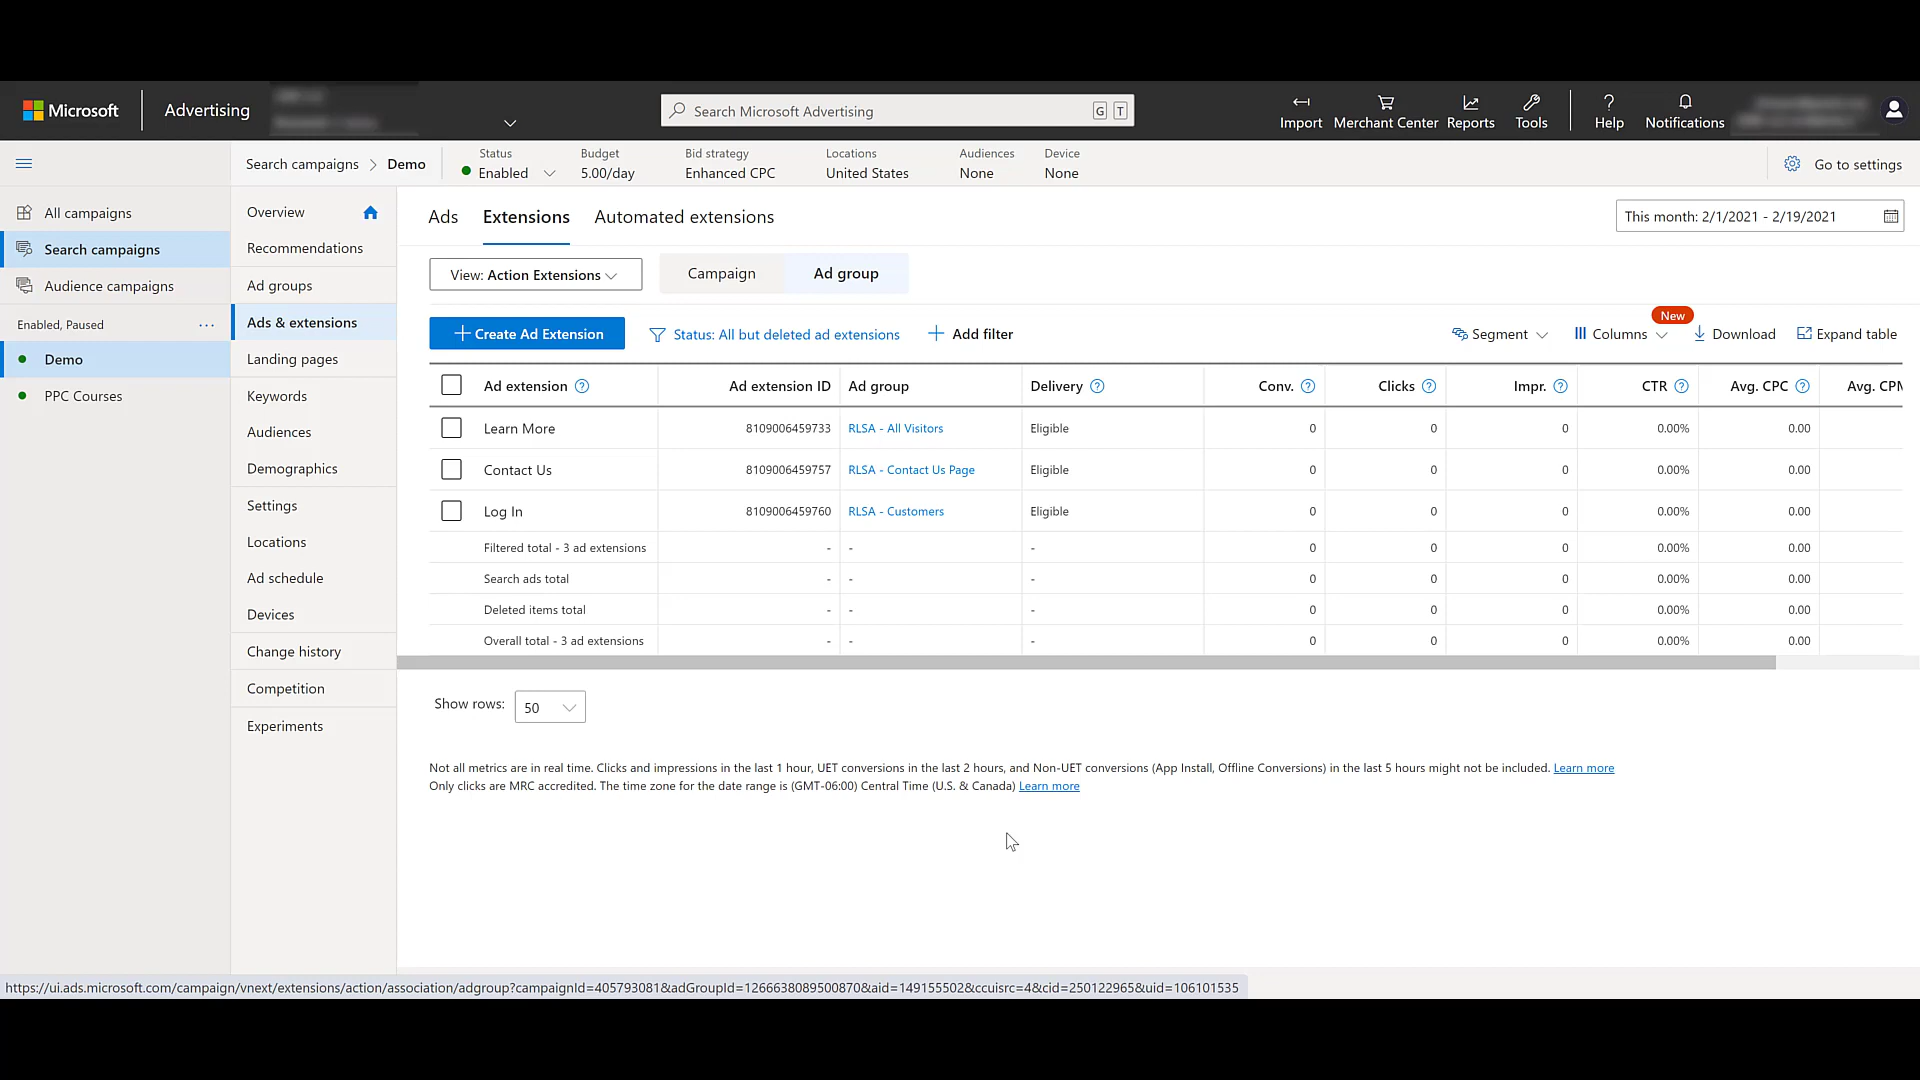 Microsoft Advertising
Search Microsoft Advertising G T
Import Merchant Center Reports Tools Help Notifications
Search campaigns Demo
Status Enabled
Budget 5.00/day
Bid strategy Enhanced CPC
Locations United States
Audiences None
Device None
Go to settings
All campaigns
Search campaigns
Audience campaigns
Enabled, Paused ...
Demo
PPC Courses
Overview
Recommendations
Ad groups
Ads & extensions
Landing pages
Keywords
Audiences
Demographics
Settings
Locations
Ad schedule
Devices
Change history
Competition
Experiments
Ads Extensions Automated extensions
This month: 2/1/2021 - 2/19/2021
View: Action Extensions Campaign Ad group
New
Create Ad Extension Status: All but deleted ad extensions Add filter Segment Columns Download Expand table
Ad extension ? Ad extension ID Ad group Delivery ? Conv. ? Clicks ? Impr. ? CTR ? Avg. CPC ? Avg. CPM
Learn More 8109006459733 RLSA - All Visitors Eligible 0 0 0 0.00% 0.00
Contact Us 8109006459757 RLSA - Contact Us Page Eligible 0 0 0 0.00% 0.00
Log In 8109006459760 RLSA - Customers Eligible 0 0 0 0.00% 0.00
Filtered total - 3 ad extensions - - - 0 0 0 0.00% 0.00
Search ads total - - - 0 0 0 0.00% 0.00
Deleted items total - - - 0 0 0 0.00% 0.00
Overall total - 3 ad extensions - - - 0 0 0 0.00% 0.00
Show rows: 50
Not all metrics are in real time. Clicks and impressions in the last 1 hour, UET conversions in the last 2 hours, and Non-UET conversions (App Install, Offline Conversions) in the last 5 hours might not be included. Learn more
Only clicks are MRC accredited. The time zone for the date range is (GMT-06:00) Central Time (U.S. & Canada) Learn more
https://ui.ads.microsoft.com/campaign/vnext/extensions/action/association/adgroup?campaignId=405793081&adGroupId=1266638089500870&aid=149155502&ccuisrc=4&cid=250122965&uid=106101535